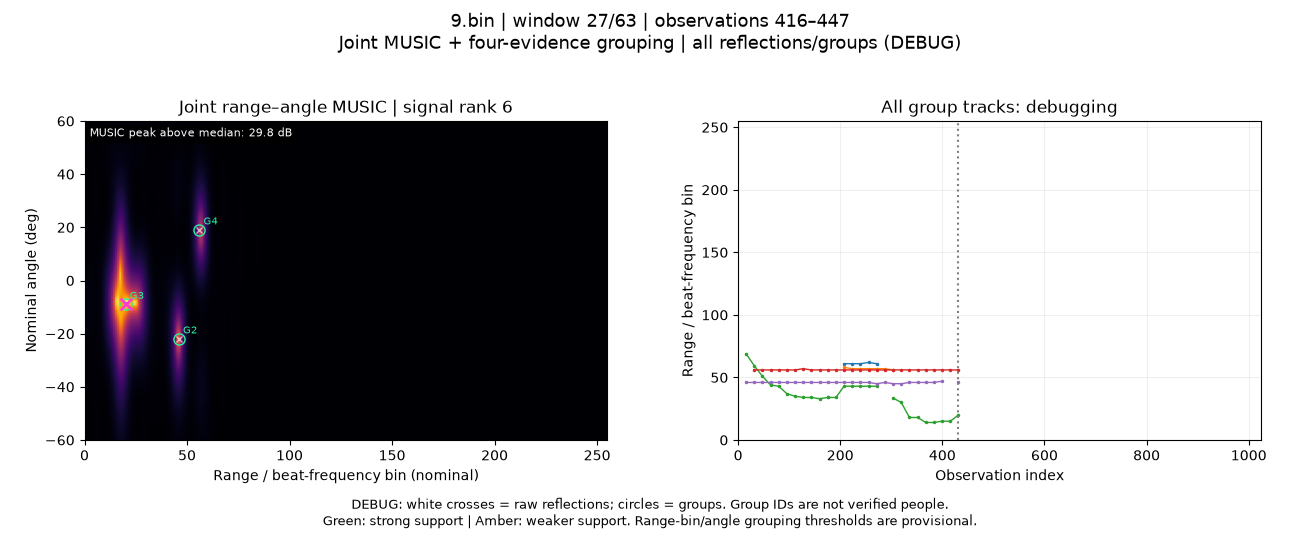 9.bin | window 27/63 | observations 416–447
Joint MUSIC + four-evidence grouping | all reflections/groups (DEBUG)
Joint range–angle MUSIC | signal rank 6
MUSIC peak above median: 29.8 dB
60
40
20
0
−20
−40
−60
Nominal angle (deg)
G4
G3
G2
0
50
100
150
200
250
Range / beat-frequency bin (nominal)
All group tracks: debugging
250
200
150
100
50
0
Range / beat-frequency bin
0
200
400
600
800
1000
Observation index
DEBUG: white crosses = raw reflections; circles = groups. Group IDs are not verified people.
Green: strong support | Amber: weaker support. Range-bin/angle grouping thresholds are provisional.